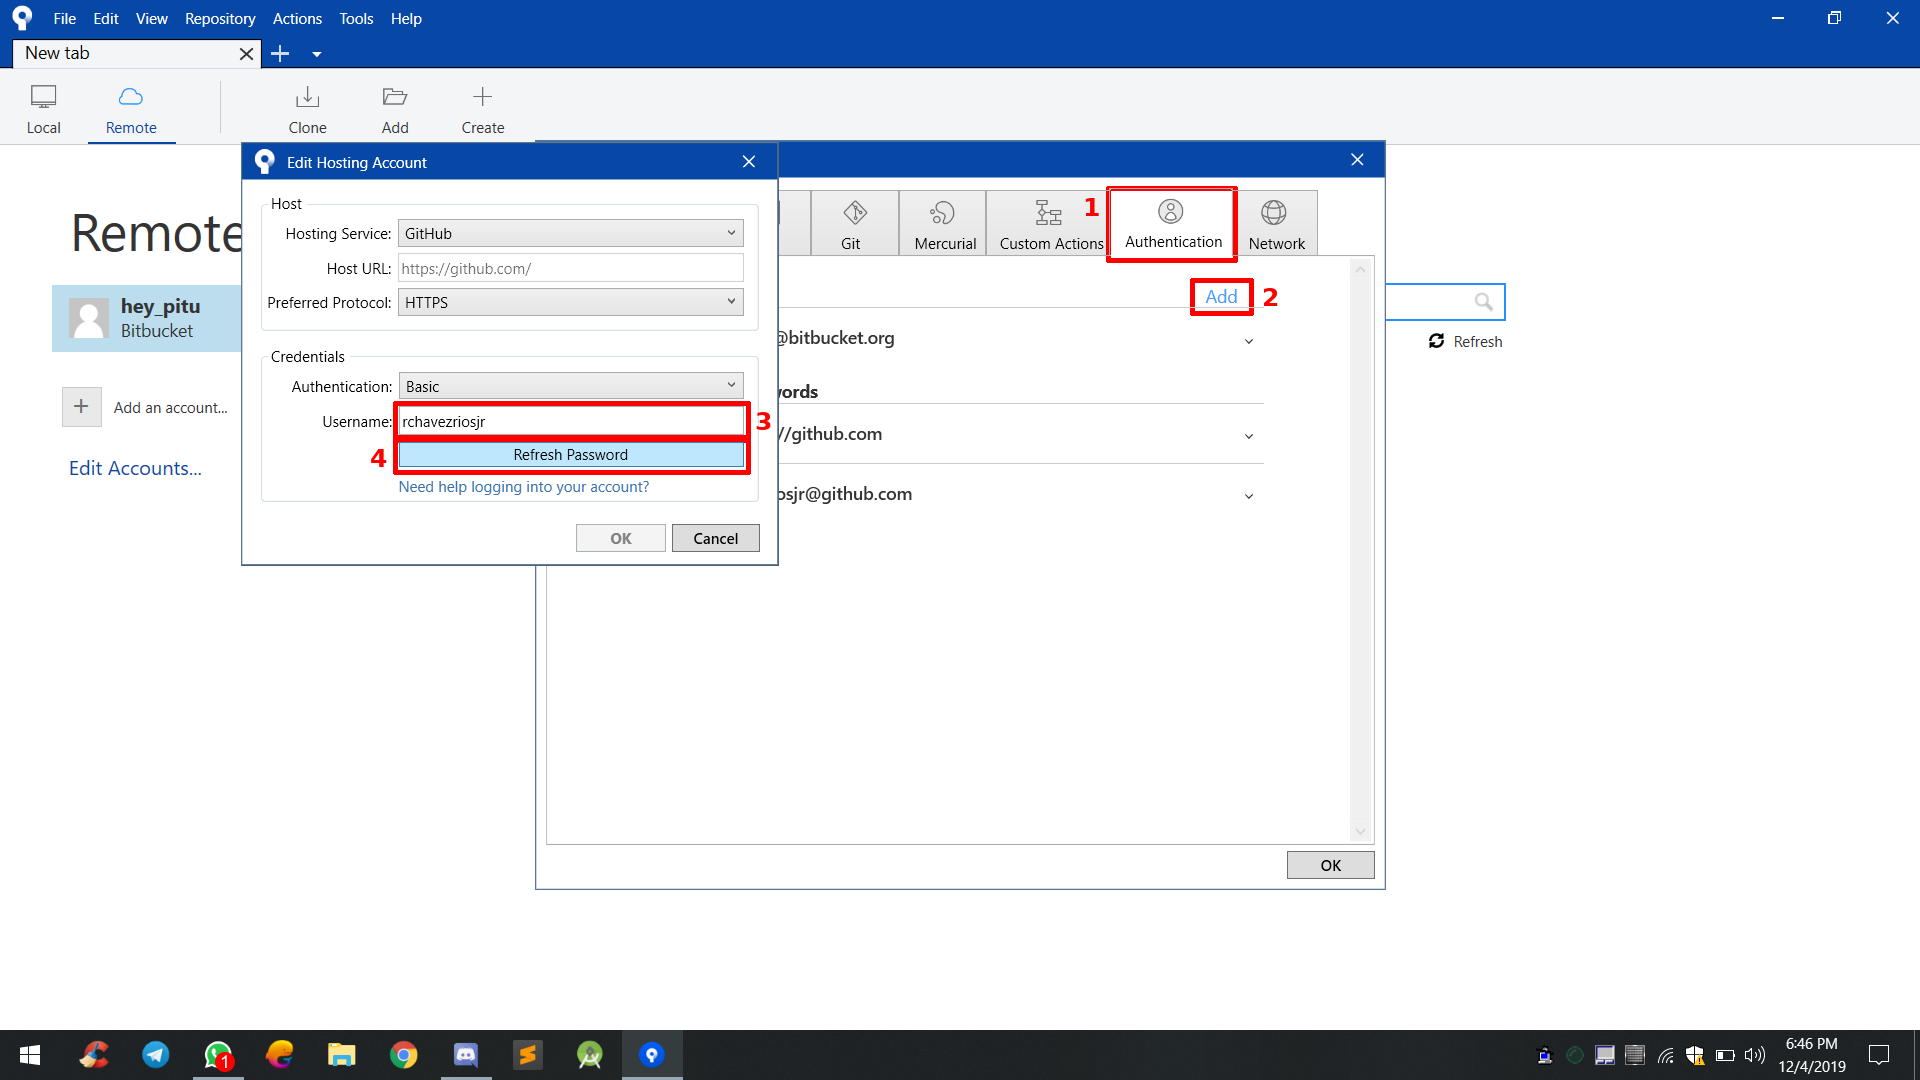 File Edit View Repository Actions Tools Help
New tab
Local Remote Clone Add Create
Edit Hosting Account
Host
Hosting Service: GitHub
Host URL: https://github.com/
Preferred Protocol: HTTPS
Credentials
Authentication: Basic
Username: rchavezriosjr 3
4 Refresh Password
Need help logging into your account?
OK Cancel
Git Mercurial Custom Actions 1 Authentication Network
Add 2
@bitbucket.org
words
//github.com
osjr@github.com
OK
Remote
hey_pitu
Bitbucket
Add an account...
Edit Accounts...
Refresh
1
6:46 PM
12/4/2019